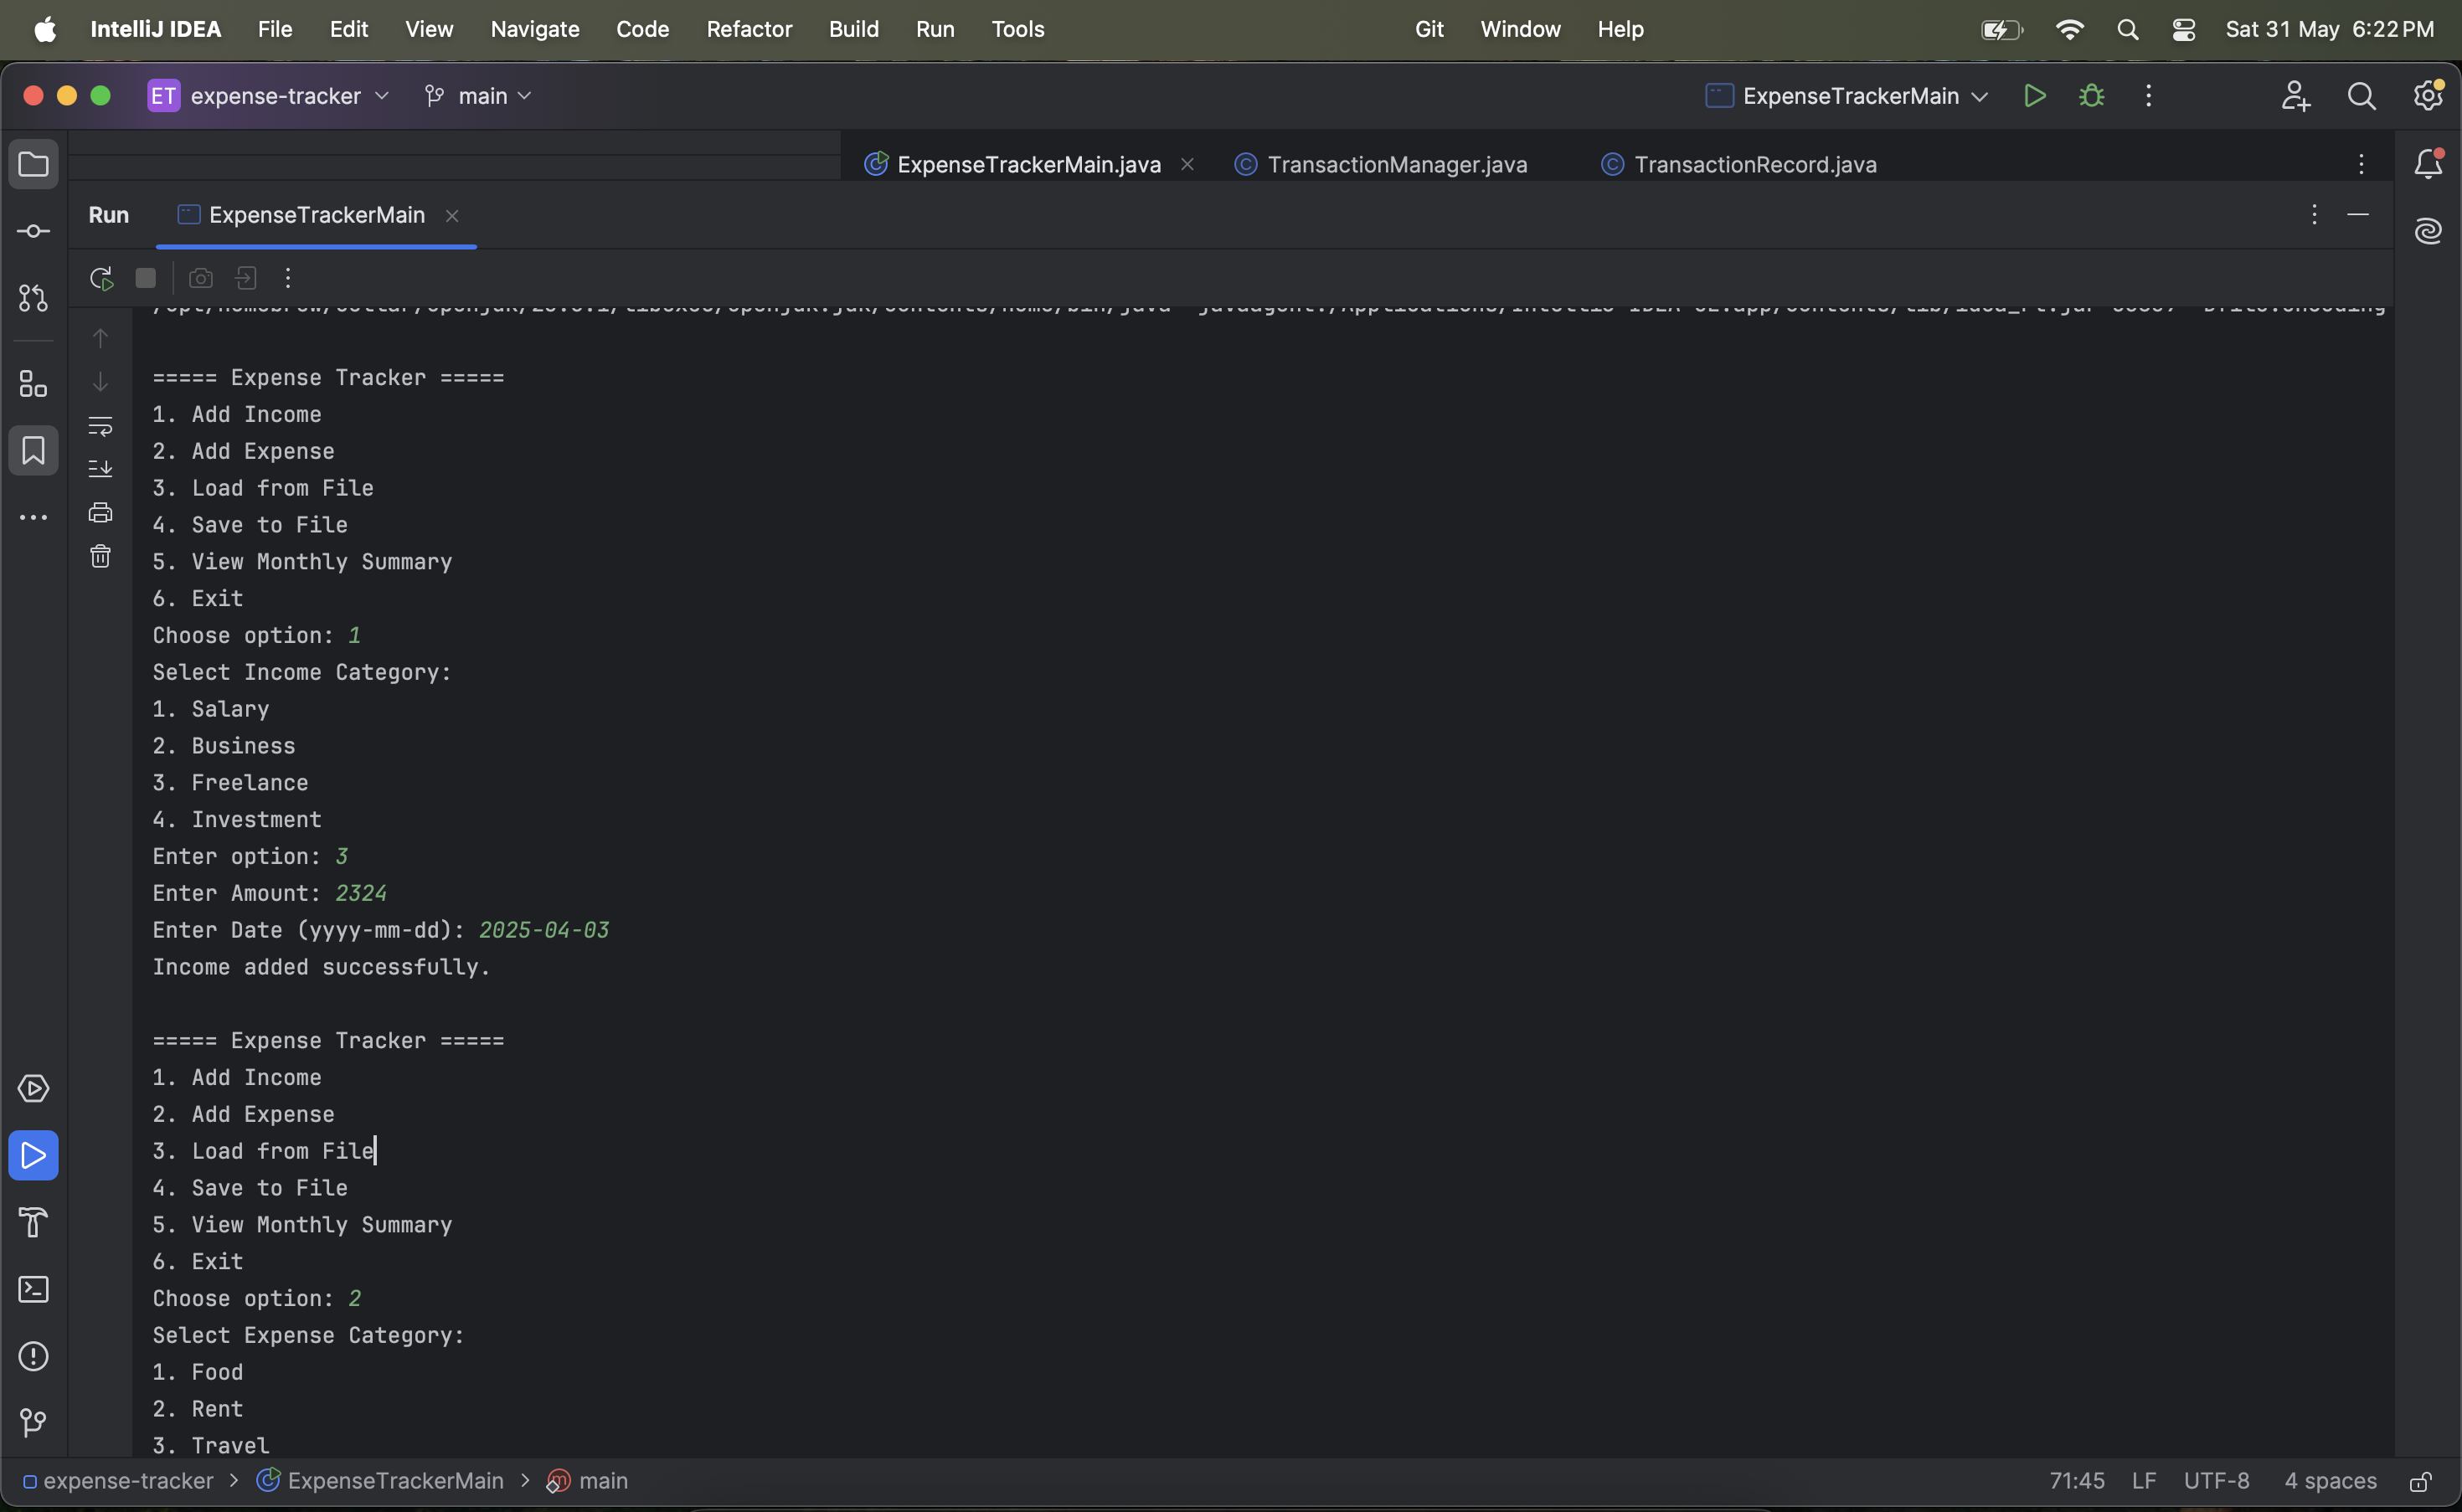 IntelliJ IDEA File Edit View Navigate Code Refactor Build Run Tools Git Window Help Sat 31 May 6:22 PM
ET expense-tracker main ExpenseTrackerMain
ExpenseTrackerMain.java TransactionManager.java TransactionRecord.java
Run ExpenseTrackerMain
===== Expense Tracker =====
1. Add Income
2. Add Expense
3. Load from File
4. Save to File
5. View Monthly Summary
6. Exit
Choose option: 1
Select Income Category:
1. Salary
2. Business
3. Freelance
4. Investment
Enter option: 3
Enter Amount: 2324
Enter Date (yyyy-mm-dd): 2025-04-03
Income added successfully.
===== Expense Tracker =====
1. Add Income
2. Add Expense
3. Load from File
4. Save to File
5. View Monthly Summary
6. Exit
Choose option: 2
Select Expense Category:
1. Food
2. Rent
3. Travel
expense-tracker > ExpenseTrackerMain > main 71:45 LF UTF-8 4 spaces